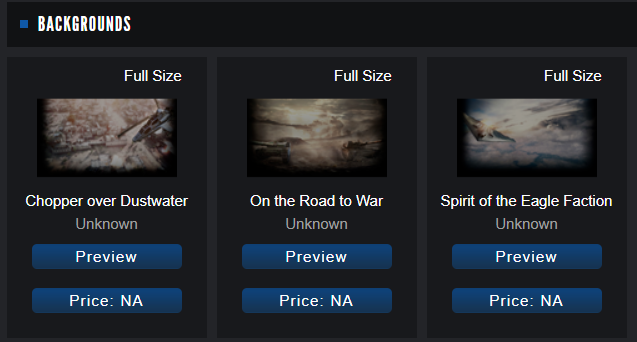 BACKGROUNDS
Full Size
Chopper over Dustwater
Unknown
Preview
Price: NA
Full Size
On the Road to War
Unknown
Preview
Price: NA
Full Size
Spirit of the Eagle Faction
Unknown
Preview
Price: NA